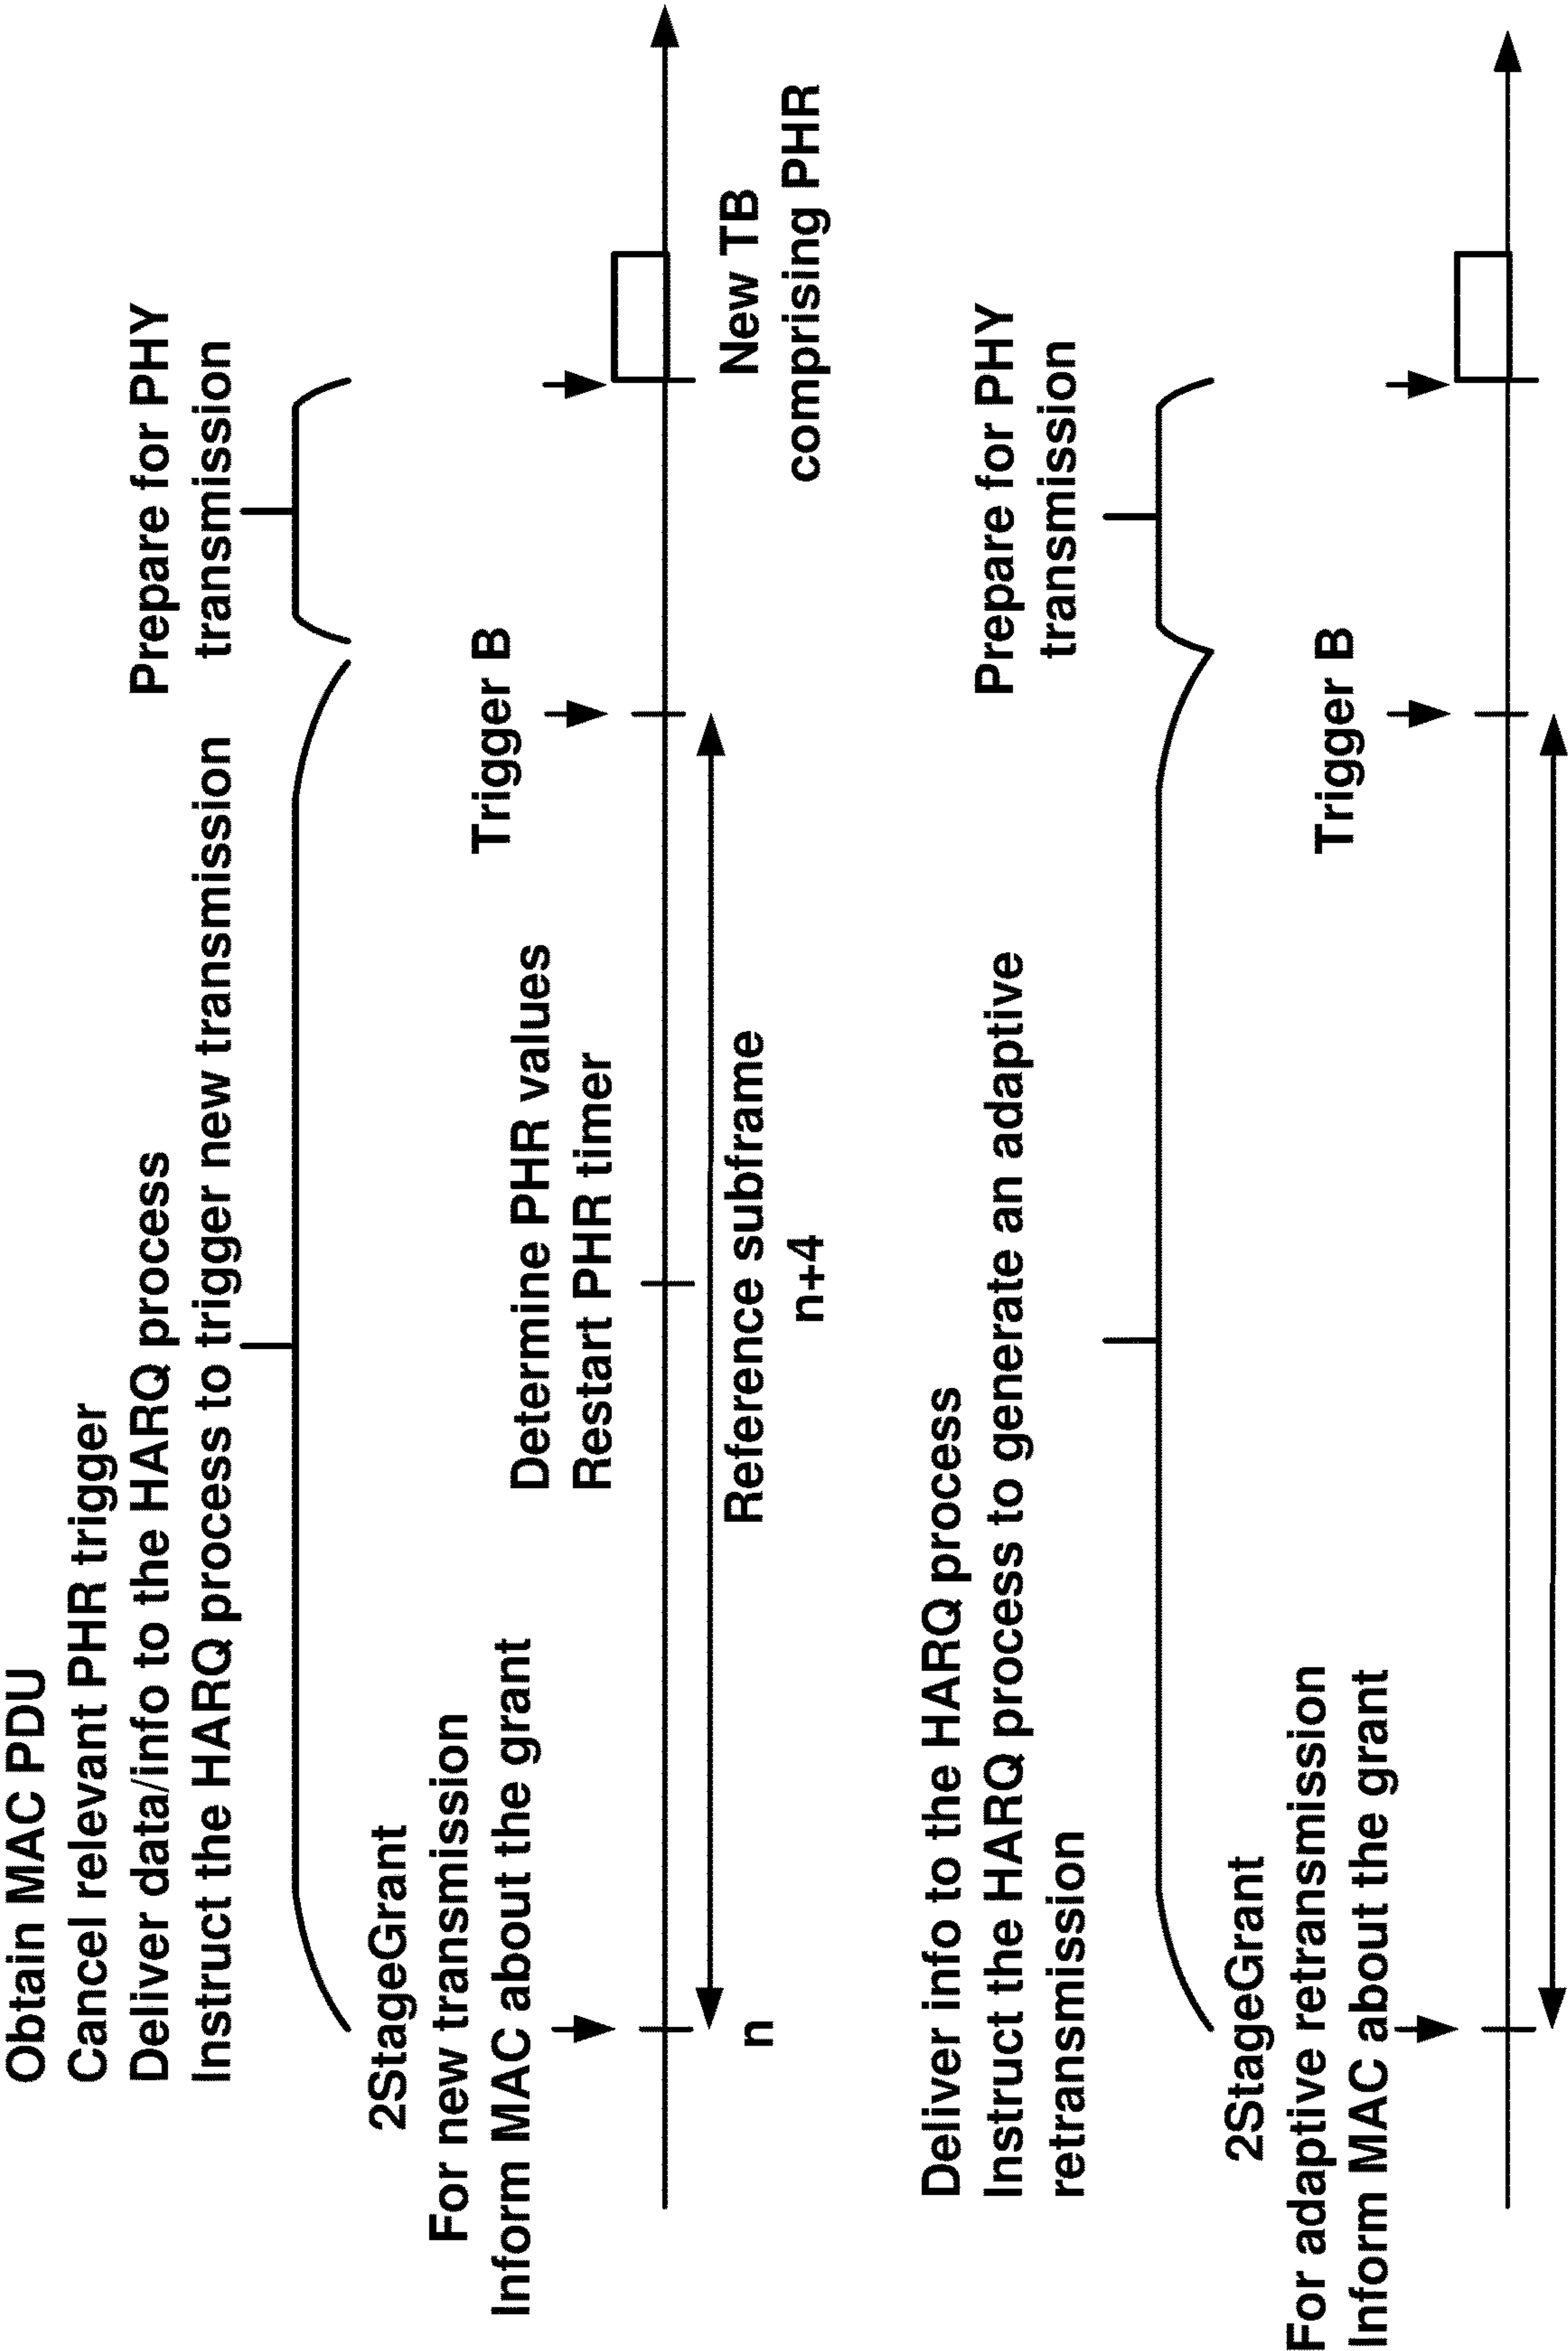 Obtain MAC PDU
Cancel relevant PHR trigger
Deliver data/info to the HARQ process
Instruct the HARQ process to trigger new transmission
Prepare for PHY
transmission
2StageGrant
For new transmission
Inform MAC about the grant
Determine PHR values
Restart PHR timer
Trigger B
n
Reference subframe
n+4
New TB
comprising PHR
Deliver info to the HARQ process
Instruct the HARQ process to generate an adaptive
retransmission
Prepare for PHY
transmission
2StageGrant
For adaptive retransmission
Inform MAC about the grant
Trigger B